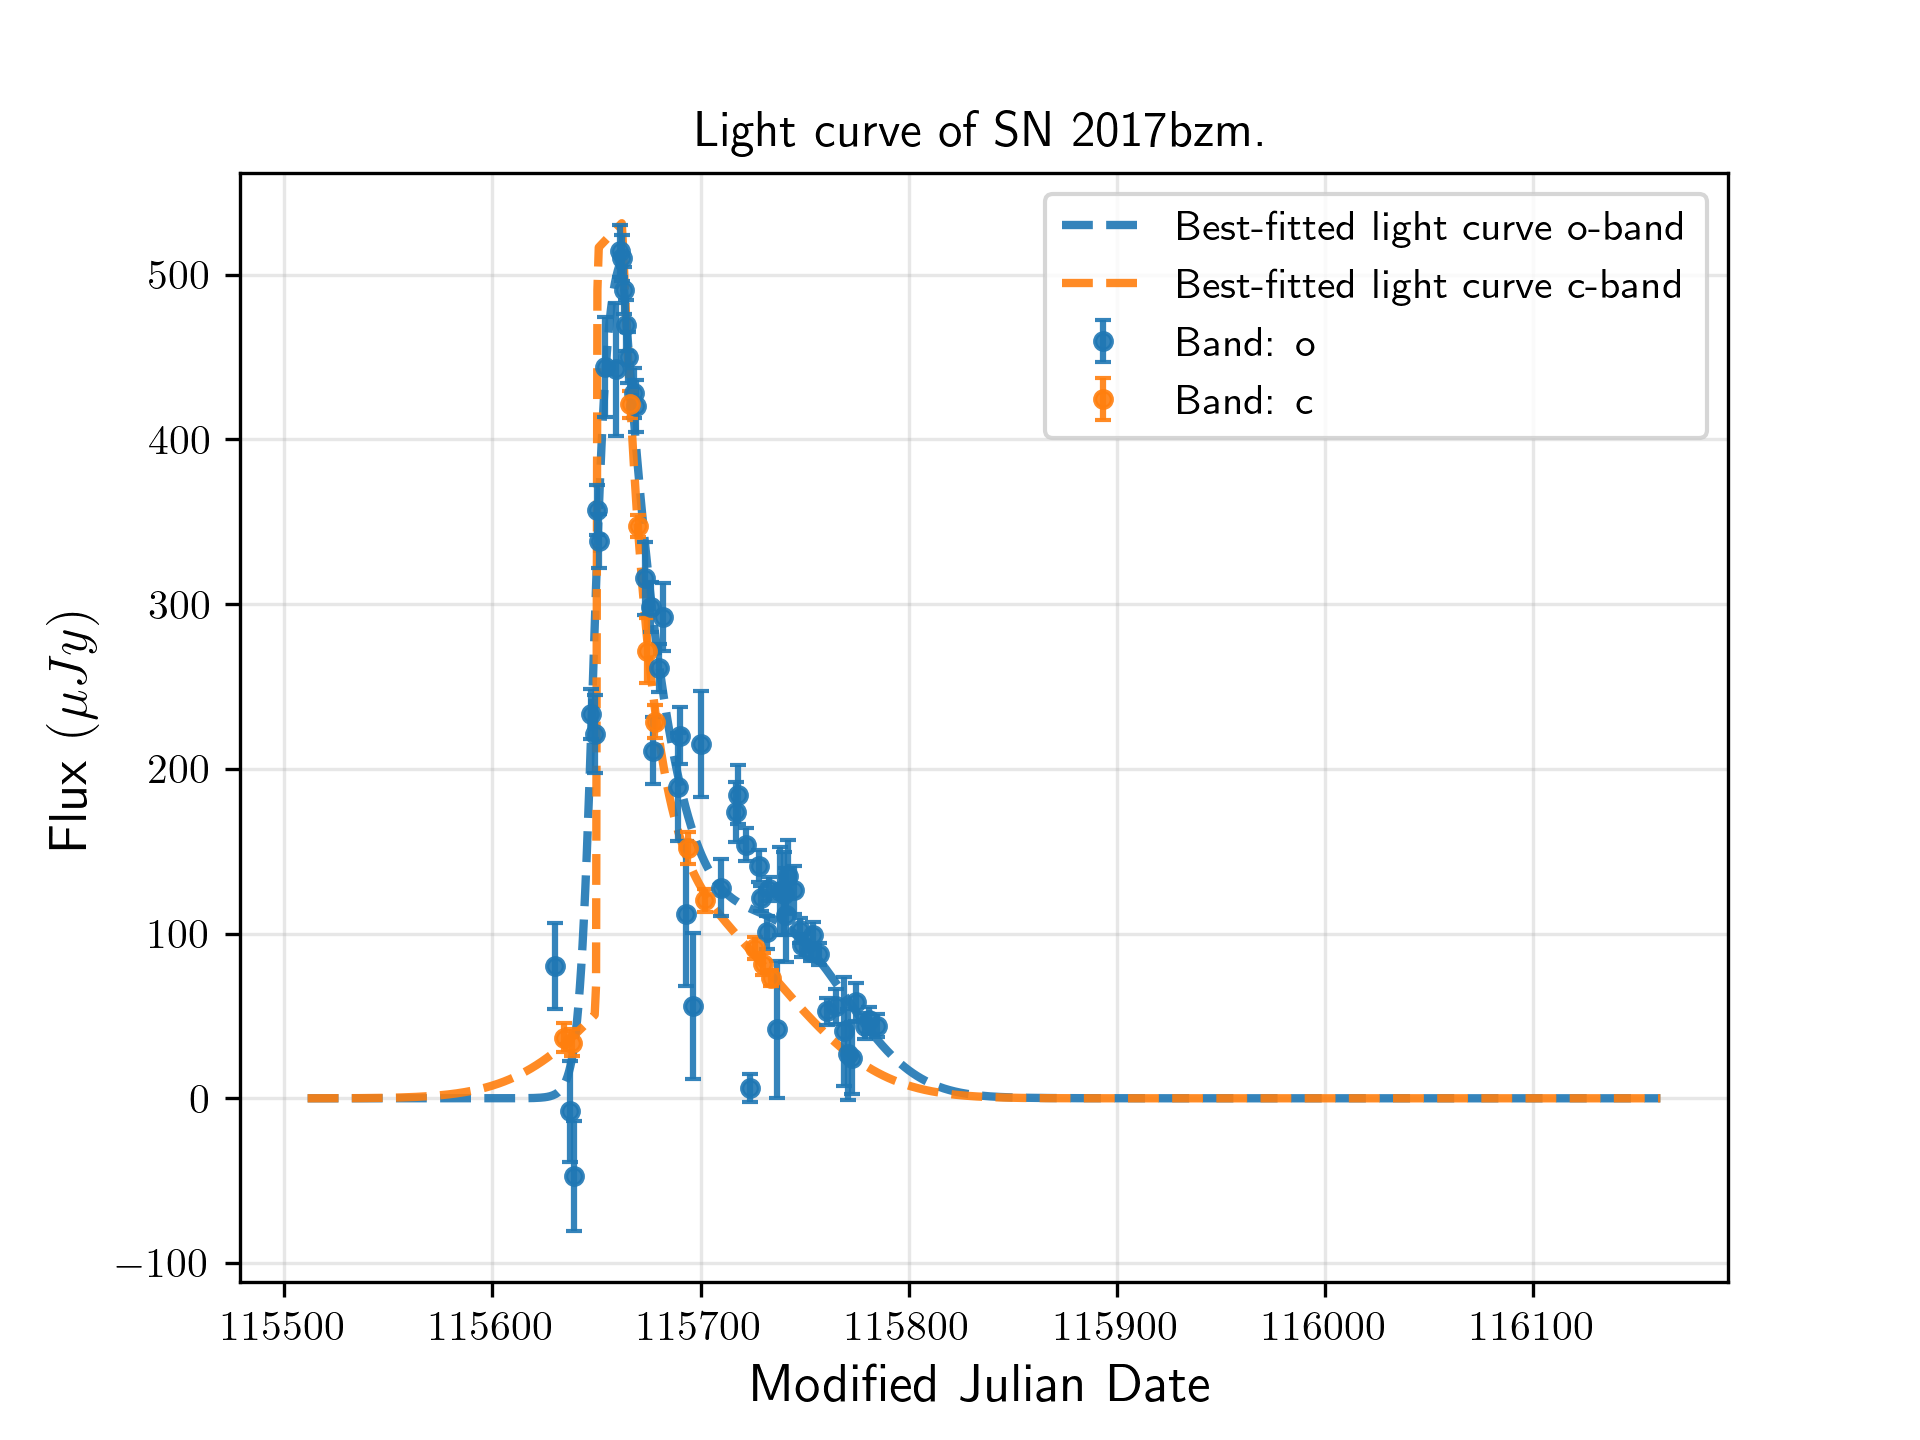 Light curve of SN 2017bzm.
Best-fitted light curve o-band
Best-fitted light curve c-band
Band: o
Band: c
500
400
300
200
100
0
−100
Flux (μJy)
115500 115600 115700 115800 115900 116000 116100
Modified Julian Date